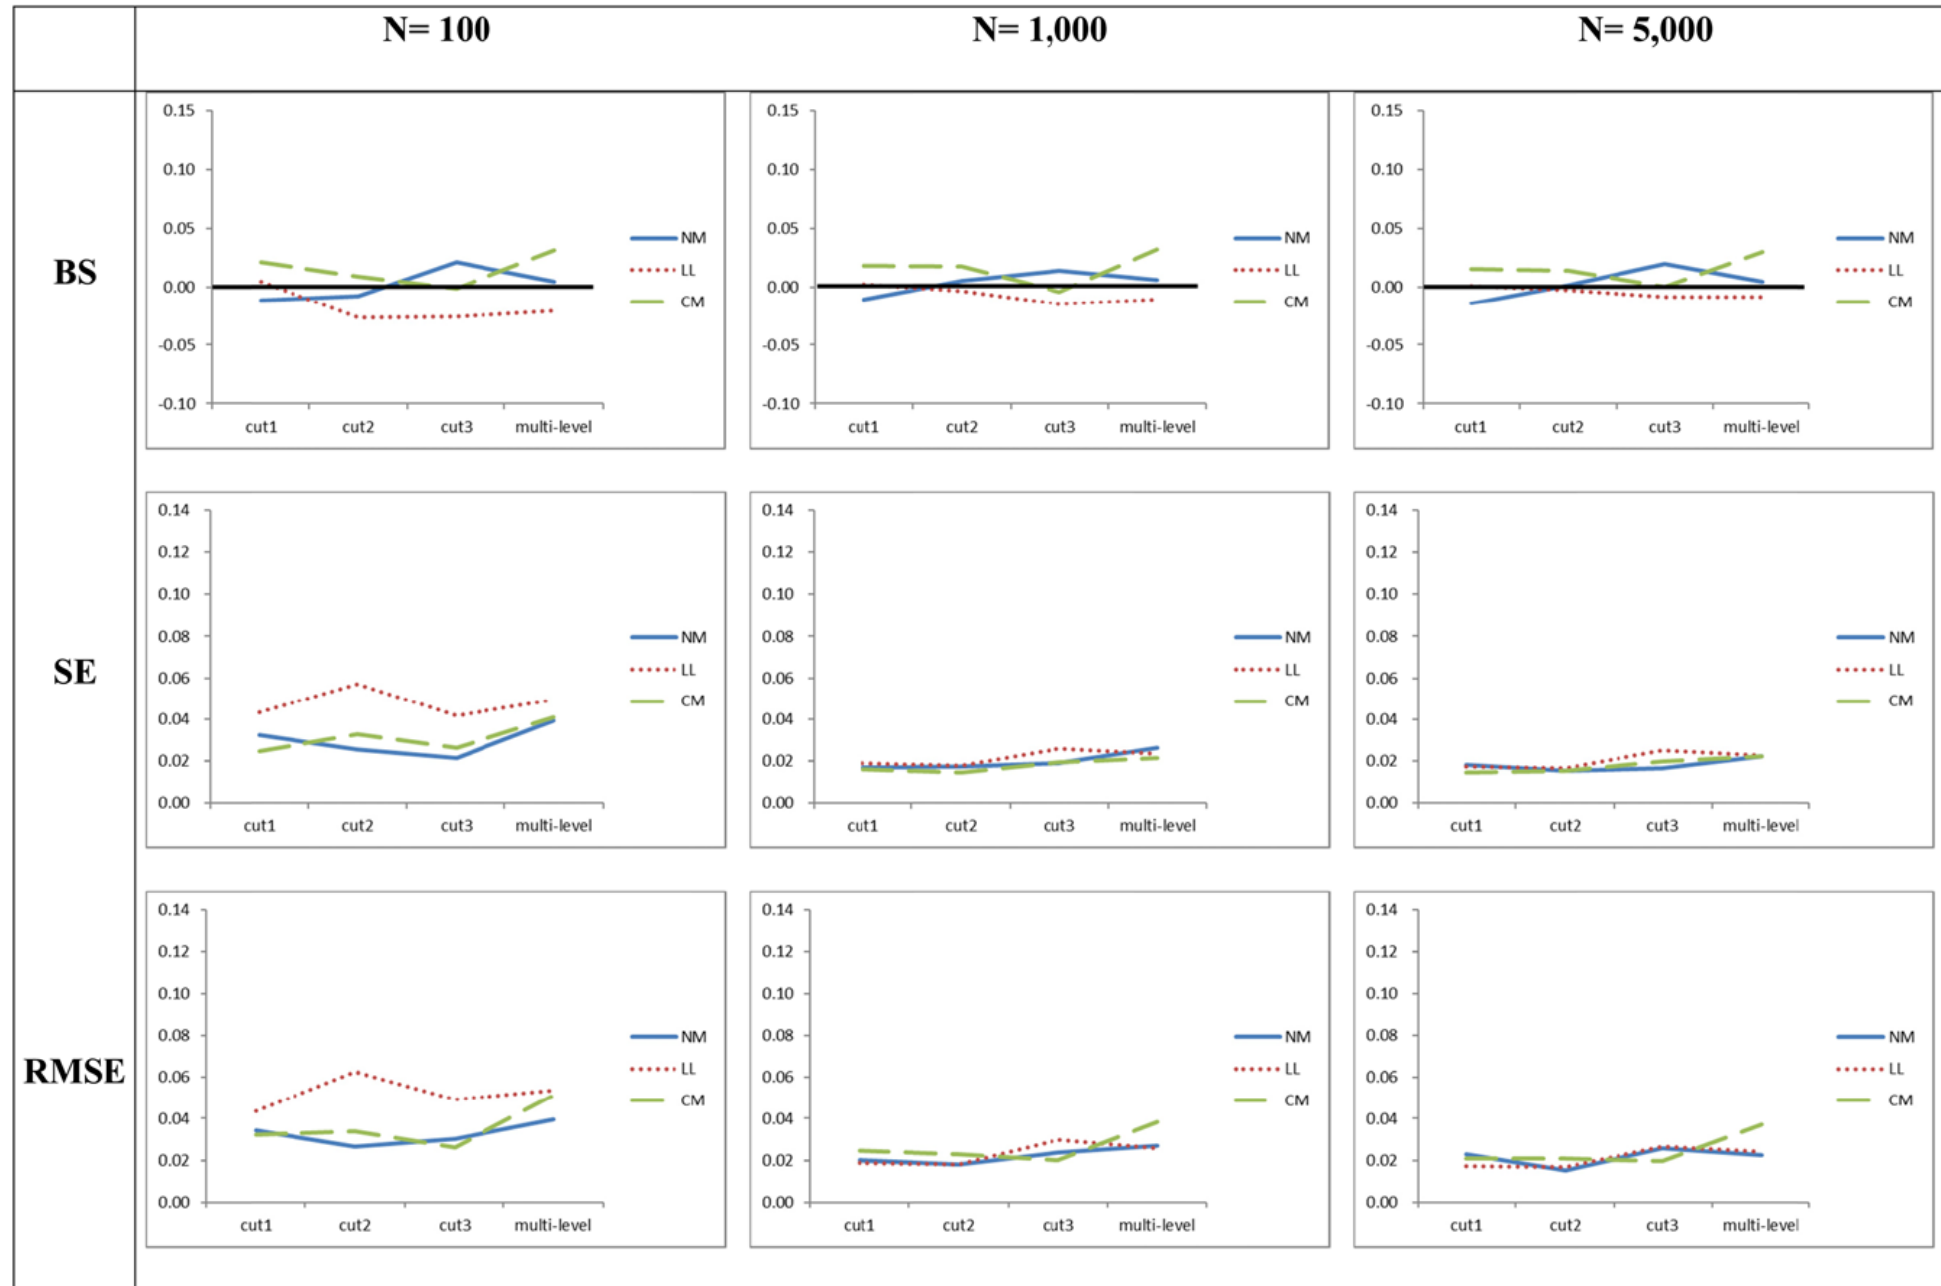 N= 100
N= 1,000
N= 5,000
BS
0.15
0.10
0.05
0.00
-0.05
-0.10
cut1 cut2 cut3 multi-level
NM
LL
CM
0.15
0.10
0.05
0.00
-0.05
-0.10
cut1 cut2 cut3 multi-level
NM
LL
CM
0.15
0.10
0.05
0.00
-0.05
-0.10
cut1 cut2 cut3 multi-level
NM
LL
CM
SE
0.14
0.12
0.10
0.08
0.06
0.04
0.02
0.00
cut1 cut2 cut3 multi-level
NM
LL
CM
0.14
0.12
0.10
0.08
0.06
0.04
0.02
0.00
cut1 cut2 cut3 multi-level
NM
LL
CM
0.14
0.12
0.10
0.08
0.06
0.04
0.02
0.00
cut1 cut2 cut3 multi-level
NM
LL
CM
RMSE
0.14
0.12
0.10
0.08
0.06
0.04
0.02
0.00
cut1 cut2 cut3 multi-level
NM
LL
CM
0.14
0.12
0.10
0.08
0.06
0.04
0.02
0.00
cut1 cut2 cut3 multi-level
NM
LL
CM
0.14
0.12
0.10
0.08
0.06
0.04
0.02
0.00
cut1 cut2 cut3 multi-level
NM
LL
CM